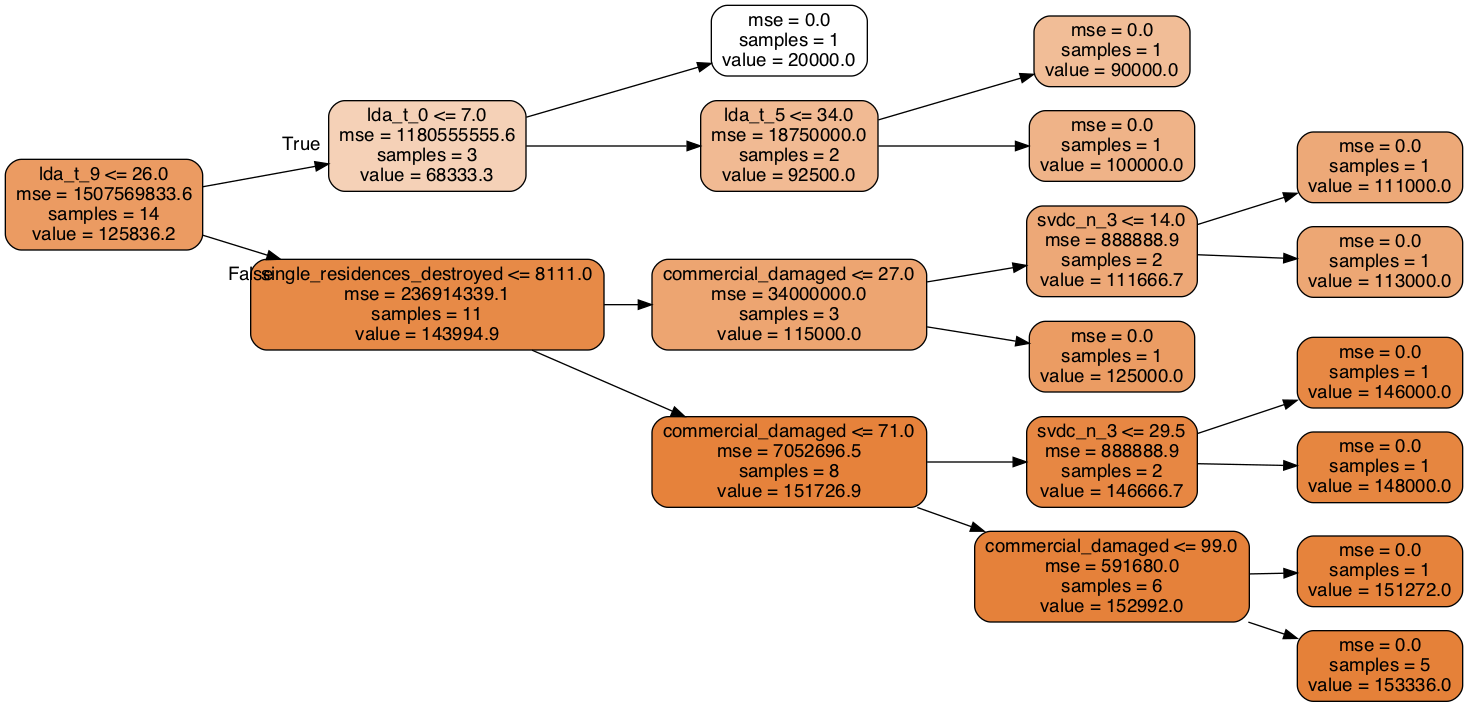 lda_t_9 <= 26.0
mse = 1507569833.6
samples = 14
value = 125836.2
True
lda_t_0 <= 7.0
mse = 1180555555.6
samples = 3
value = 68333.3
mse = 0.0
samples = 1
value = 20000.0
lda_t_5 <= 34.0
mse = 18750000.0
samples = 2
value = 92500.0
mse = 0.0
samples = 1
value = 90000.0
mse = 0.0
samples = 1
value = 100000.0
False
single_residences_destroyed <= 8111.0
mse = 236914339.1
samples = 11
value = 143994.9
commercial_damaged <= 27.0
mse = 34000000.0
samples = 3
value = 115000.0
svdc_n_3 <= 14.0
mse = 888888.9
samples = 2
value = 111666.7
mse = 0.0
samples = 1
value = 111000.0
mse = 0.0
samples = 1
value = 113000.0
mse = 0.0
samples = 1
value = 125000.0
commercial_damaged <= 71.0
mse = 7052696.5
samples = 8
value = 151726.9
svdc_n_3 <= 29.5
mse = 888888.9
samples = 2
value = 146666.7
mse = 0.0
samples = 1
value = 146000.0
mse = 0.0
samples = 1
value = 148000.0
commercial_damaged <= 99.0
mse = 591680.0
samples = 6
value = 152992.0
mse = 0.0
samples = 1
value = 151272.0
mse = 0.0
samples = 5
value = 153336.0